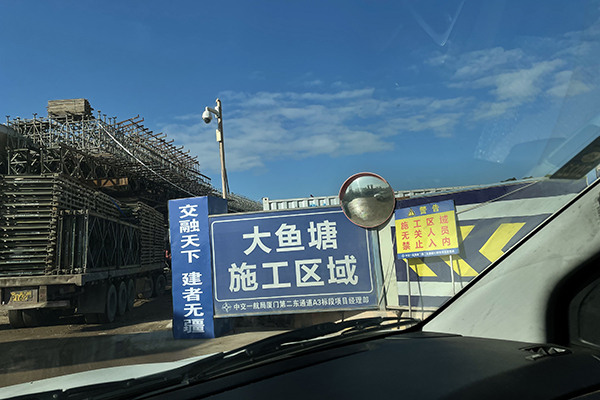 交融天下 建者无疆
大鱼塘
施工区域
中交一航局厦门第二东通道A3标段项目经理部
警告
施工区域
无关人员
禁止入内